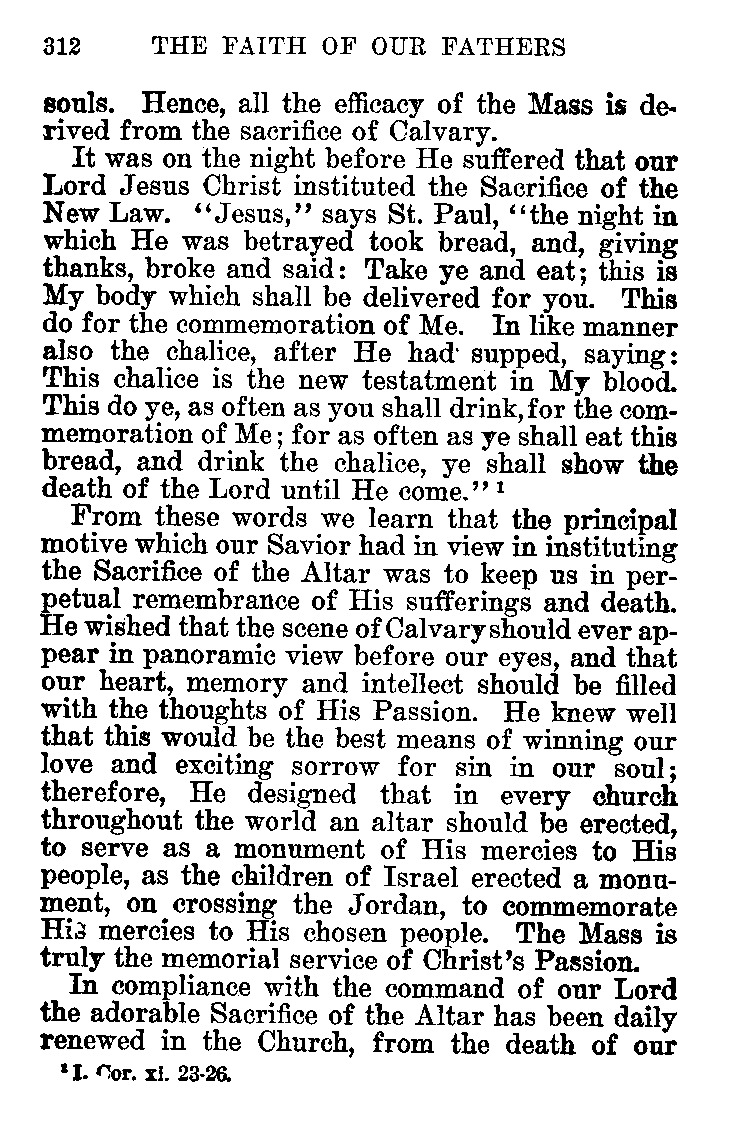 312 THE FAITH OF OUR FATHERS
souls. Hence, all the efficacy of the Mass is de-
rived from the sacrifice of Calvary.
It was on the night before He suffered that our
Lord Jesus Christ instituted the Sacrifice of the
New Law. "Jesus," says St. Paul, "the night in
which He was betrayed took bread, and, giving
thanks, broke and said: Take ye and eat; this is
My body which shall be delivered for you. This
do for the commemoration of Me. In like manner
also the chalice, after He had supped, saying:
This chalice is the new testatment in My blood.
This do ye, as often as you shall drink, for the com-
memoration of Me; for as often as ye shall eat this
bread, and drink the chalice, ye shall show the
death of the Lord until He come." ¹
From these words we learn that the principal
motive which our Savior had in view in instituting
the Sacrifice of the Altar was to keep us in per-
petual remembrance of His sufferings and death.
He wished that the scene of Calvary should ever ap-
pear in panoramic view before our eyes, and that
our heart, memory and intellect should be filled
with the thoughts of His Passion. He knew well
that this would be the best means of winning our
love and exciting sorrow for sin in our soul;
therefore, He designed that in every church
throughout the world an altar should be erected,
to serve as a monument of His mercies to His
people, as the children of Israel erected a monu-
ment, on crossing the Jordan, to commemorate
His mercies to His chosen people. The Mass is
truly the memorial service of Christ's Passion.
In compliance with the command of our Lord
the adorable Sacrifice of the Altar has been daily
renewed in the Church, from the death of our
¹ I. Cor. xi. 23-26.